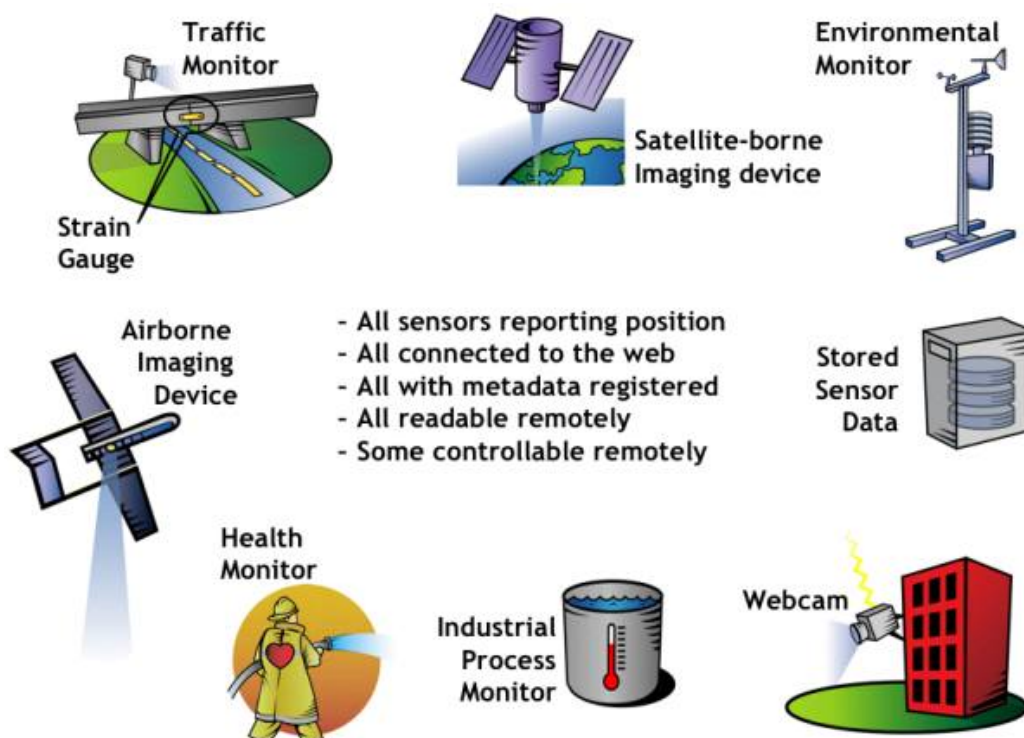 Traffic
Monitor
Environmental
Monitor
Satellite-borne
Imaging device
Strain
Gauge
Airborne
Imaging
Device
- All sensors reporting position
- All connected to the web
- All with metadata registered
- All readable remotely
- Some controllable remotely
Stored
Sensor
Data
Health
Monitor
Industrial
Process
Monitor
Webcam